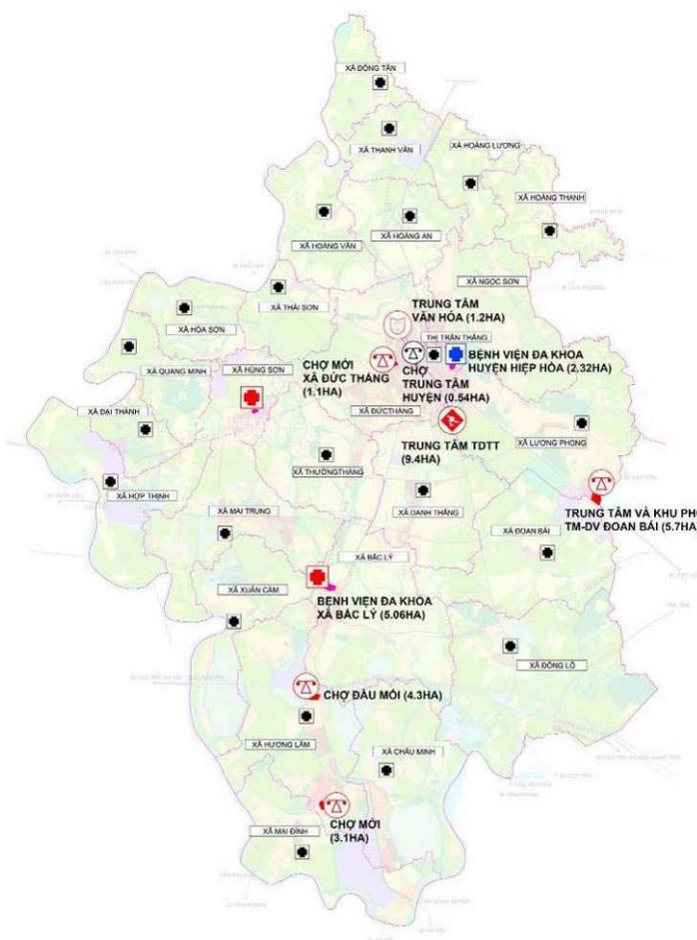 XÃ ĐỒNG TÂN
XÃ THANH VÂN
XÃ HOÀNG LƯƠNG
XÃ HOÀNG THANH
XÃ HOÀNG VÂN
XÃ HOÀNG AN
XÃ NGỌC SƠN
XÃ THÁI SƠN
XÃ HÒA SƠN
TRUNG TÂM
VĂN HÓA (1.2HA)
THỊ TRẤN THẮNG
XÃ QUANG MINH
XÃ HÙNG SƠN
CHỢ MỚI
XÃ ĐỨC THẮNG
(1.1HA)
CHỢ
TRUNG TÂM
HUYỆN (0.54HA)
BỆNH VIỆN ĐA KHOA
HUYỆN HIỆP HÒA (2.32HA)
XÃ ĐẠI THÀNH
XÃ ĐỨCTHẮNG
TRUNG TÂM TDTT
(9.4HA)
XÃ LƯƠNG PHONG
XÃ THƯỜNGTHẮNG
XÃ HỢP THỊNH
XÃ MAI TRUNG
XÃ DANH THẮNG
TRUNG TÂM VÀ KHU PH
TM-DV ĐOAN BÁI (5.7HA
XÃ ĐOAN BÁI
XÃ BẮC LÝ
XÃ XUÂN CẨM
BỆNH VIỆN ĐA KHOA
XÃ BẮC LÝ (5.06HA)
XÃ ĐÔNG LỖ
CHỢ ĐẦU MỐI (4.3HA)
XÃ HƯƠNG LÂM
XÃ CHÂU MINH
CHỢ MỚI
(3.1HA)
XÃ MAI ĐÌNH